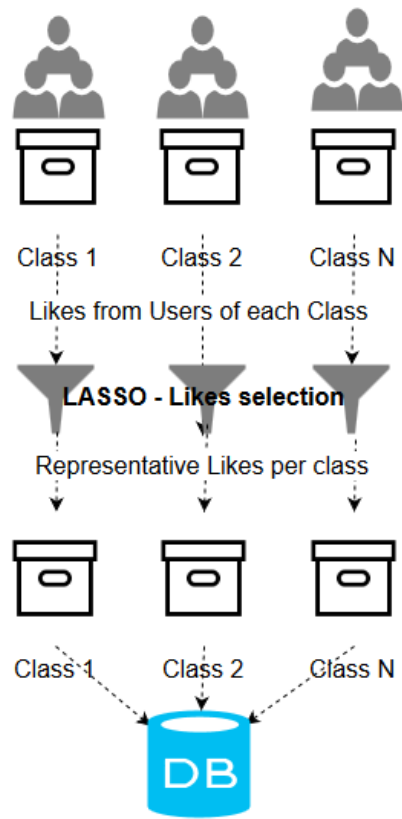 Class 1 Class 2 Class N
Likes from Users of each Class
LASSO - Likes selection
Representative Likes per class
Class 1 Class 2 Class N
DB